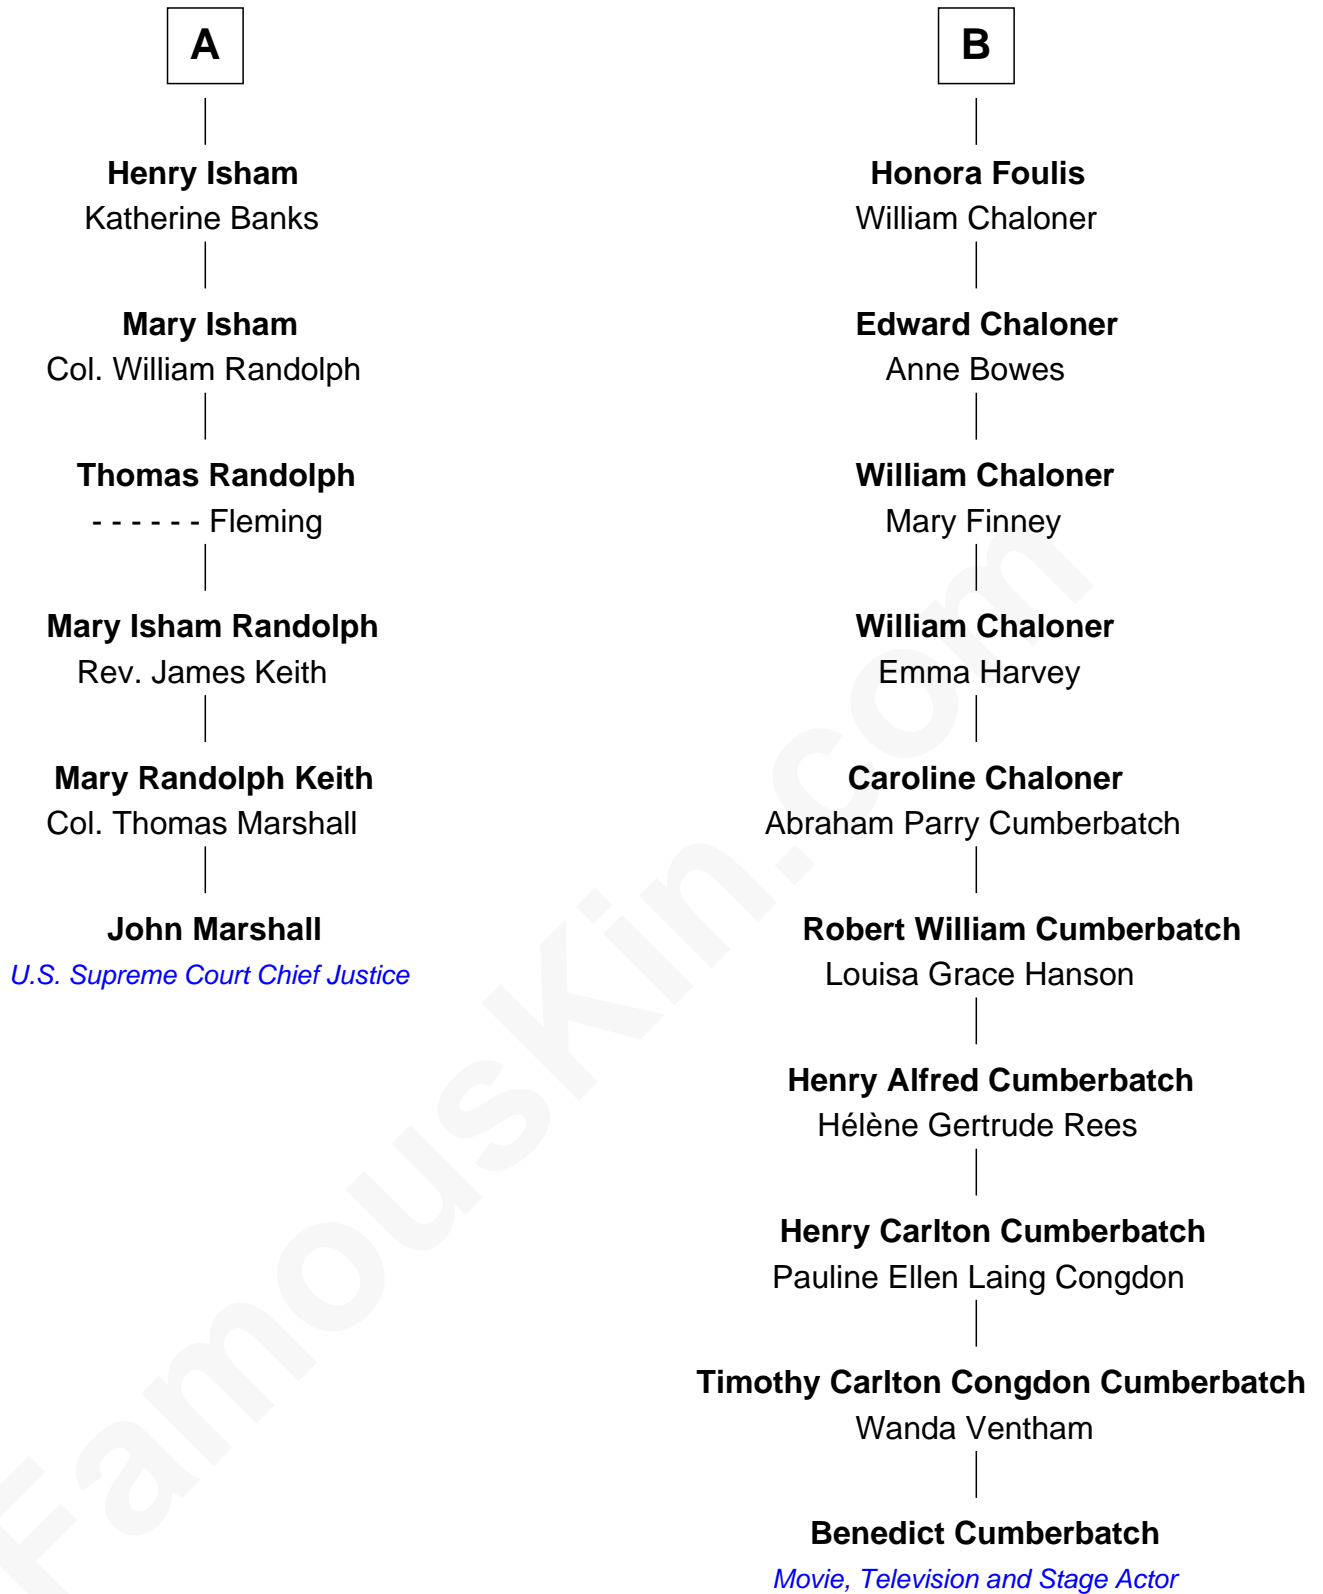 A
Henry Isham
Katherine Banks
Mary Isham
Col. William Randolph
Thomas Randolph
- - - - - - Fleming
Mary Isham Randolph
Rev. James Keith
Mary Randolph Keith
Col. Thomas Marshall
John Marshall
U.S. Supreme Court Chief Justice
B
Honora Foulis
William Chaloner
Edward Chaloner
Anne Bowes
William Chaloner
Mary Finney
William Chaloner
Emma Harvey
Caroline Chaloner
Abraham Parry Cumberbatch
Robert William Cumberbatch
Louisa Grace Hanson
Henry Alfred Cumberbatch
Hélène Gertrude Rees
Henry Carlton Cumberbatch
Pauline Ellen Laing Congdon
Timothy Carlton Congdon Cumberbatch
Wanda Ventham
Benedict Cumberbatch
Movie, Television and Stage Actor
FamousKin.com